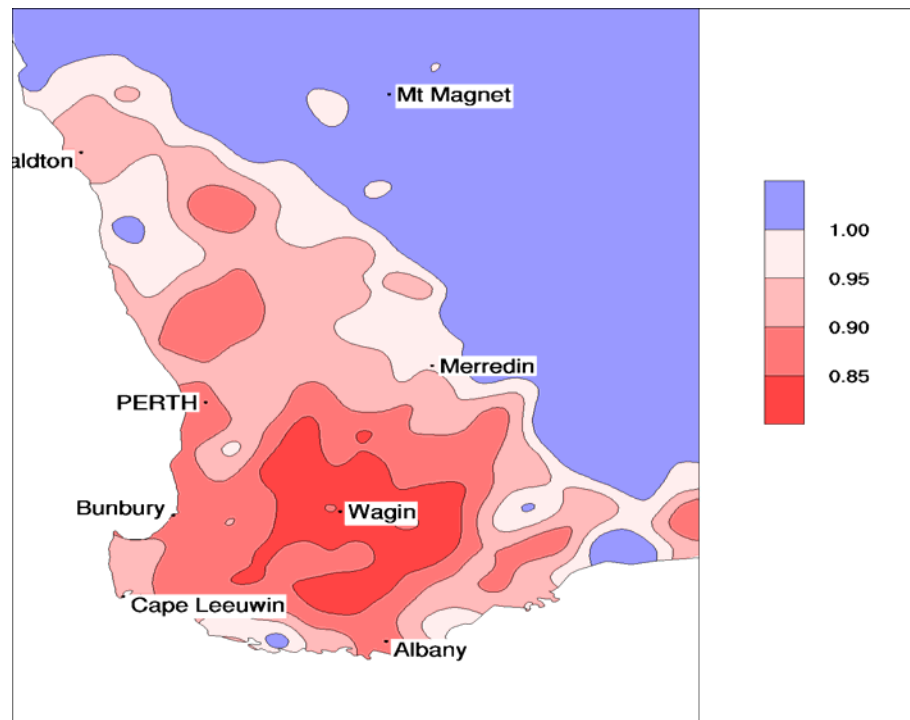 Mt Magnet
aldton
1.00
0.95
0.90
Merredin
0.85
PERTH
Bunbury
Wagin
Cape Leeuwin
Albany